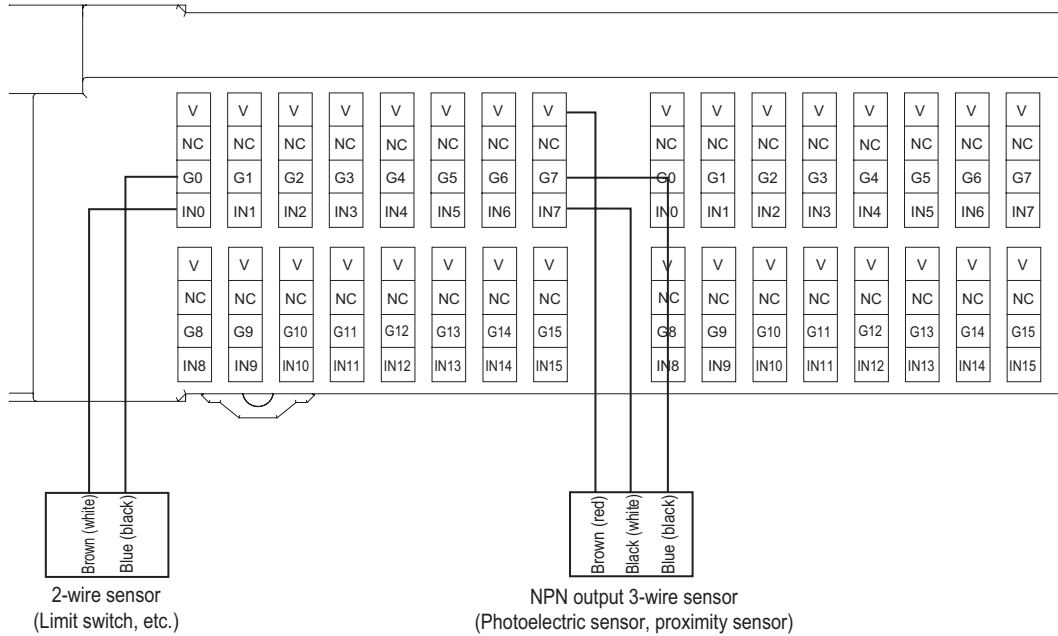 V V V V V V V V V V V V V V V V
NC NC NC NC NC NC NC NC NC NC NC NC NC NC NC NC
G0 G1 G2 G3 G4 G5 G6 G7 G0 G1 G2 G3 G4 G5 G6 G7
IN0 IN1 IN2 IN3 IN4 IN5 IN6 IN7 IN0 IN1 IN2 IN3 IN4 IN5 IN6 IN7
V V V V V V V V V V V V V V V V
NC NC NC NC NC NC NC NC NC NC NC NC NC NC NC NC
G8 G9 G10 G11 G12 G13 G14 G15 G8 G9 G10 G11 G12 G13 G14 G15
IN8 IN9 IN10 IN11 IN12 IN13 IN14 IN15 IN8 IN9 IN10 IN11 IN12 IN13 IN14 IN15
Brown (white)
Blue (black)
2-wire sensor
(Limit switch, etc.)
Brown (red)
Black (white)
Blue (black)
NPN output 3-wire sensor
(Photoelectric sensor, proximity sensor)